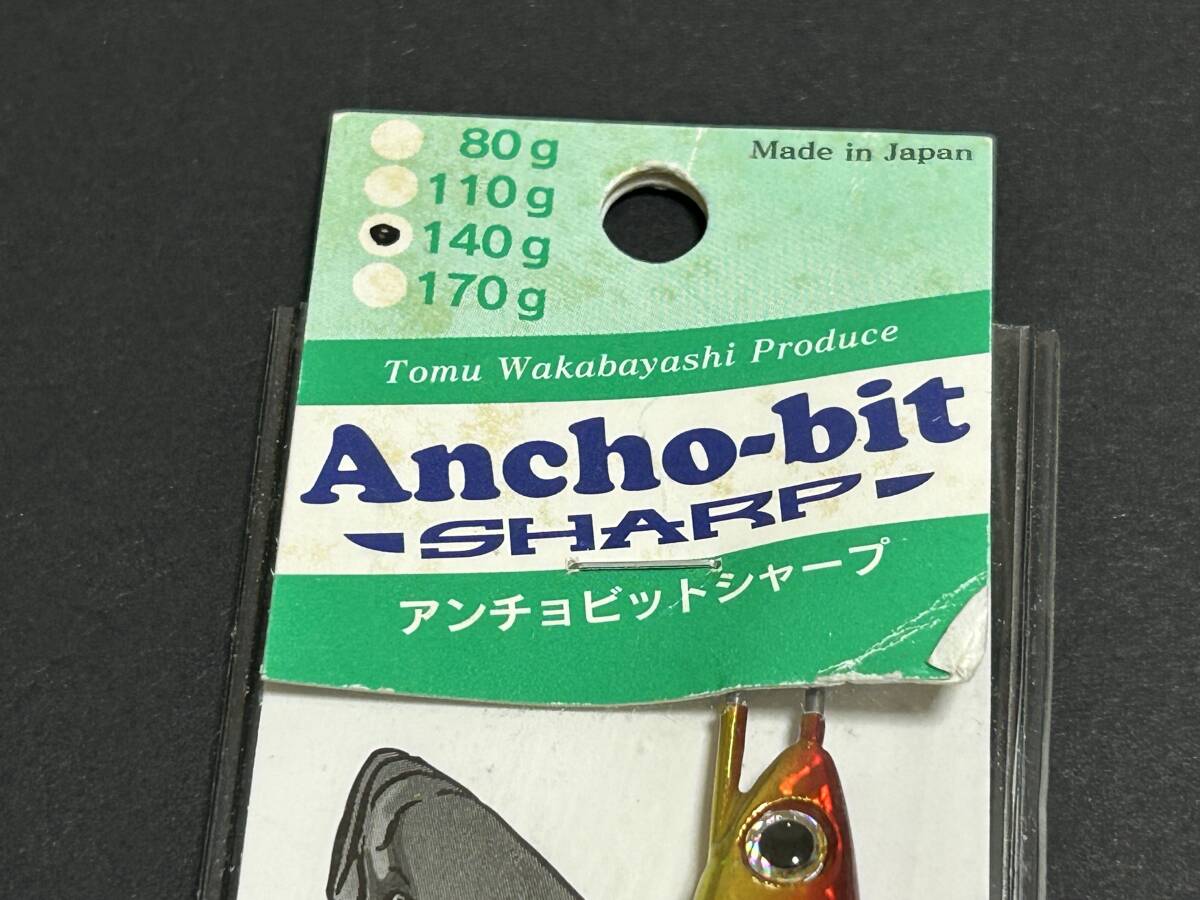 80g
110g
140g
170g
Made in Japan
Tomu Wakabayashi Produce
Ancho-bit
SHARP
アンチョビットシャープ